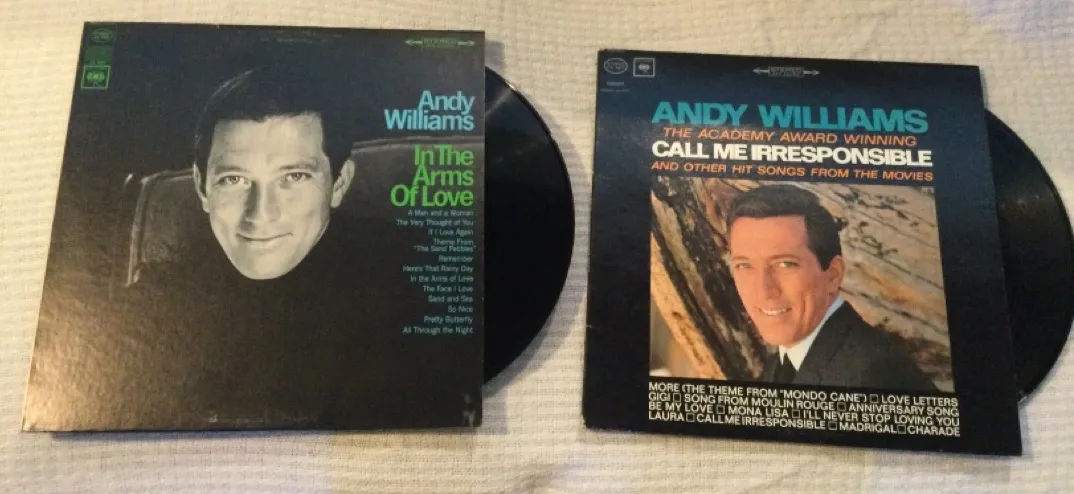 STEREO
CBS
Andy
Williams
In The
Arms
Of Love
A Man and a Woman
The Very Thought of You
If I Love Again
Theme From
"The Sand Pebbles"
Remember
Here's That Rainy Day
In the Arms of Love
The Face I Love
Sand and Sea
So Nice
Pretty Butterfly
All Through the Night
STEREO
ANDY WILLIAMS
THE ACADEMY AWARD WINNING
CALL ME IRRESPONSIBLE
AND OTHER HIT SONGS FROM THE MOVIES
MORE (THE THEME FROM "MONDO CANE") □ LOVE LETTERS
GIGI □ SONG FROM MOULIN ROUGE □ ANNIVERSARY SONG
BE MY LOVE □ MONA LISA □ I'LL NEVER STOP LOVING YOU
LAURA □ CALL ME IRRESPONSIBLE □ MADRIGAL □ CHARADE